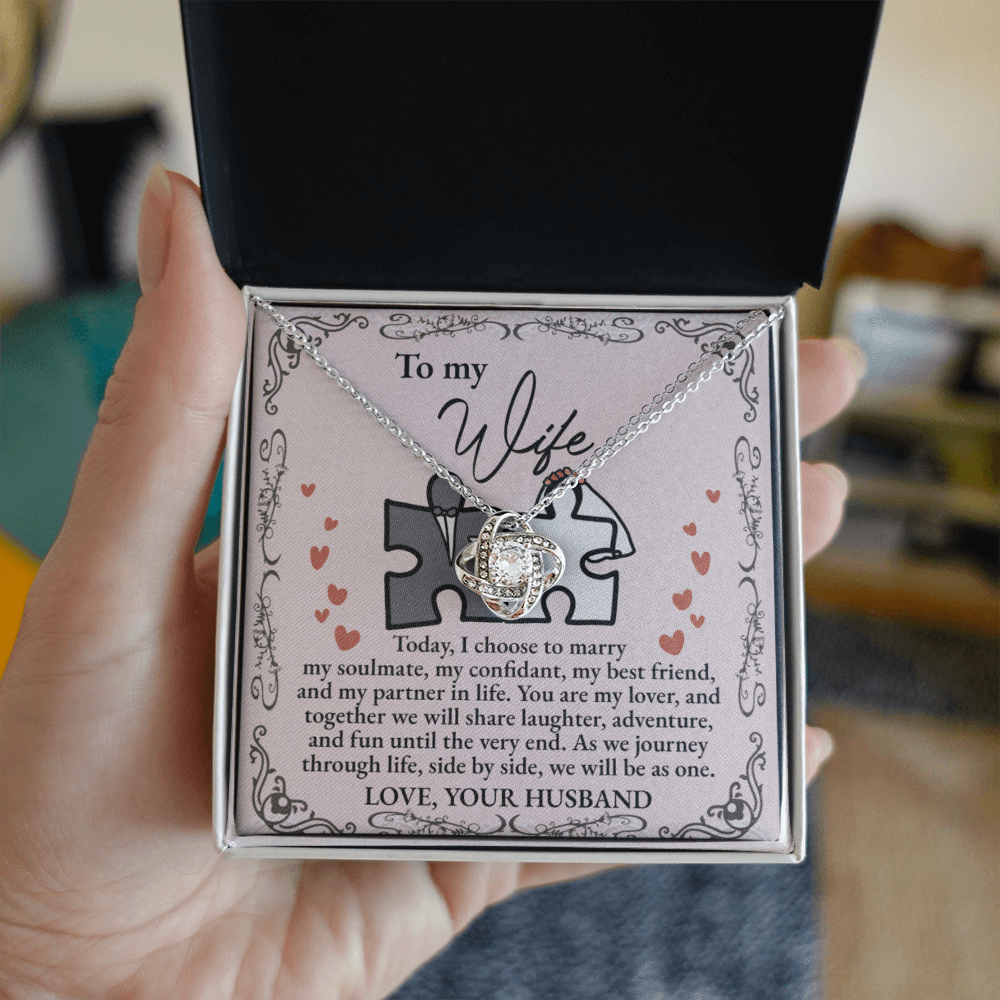 To my
Wife
Today, I choose to marry
my soulmate, my confidant, my best friend,
and my partner in life. You are my lover, and
together we will share laughter, adventure,
and fun until the very end. As we journey
through life, side by side, we will be as one.
LOVE, YOUR HUSBAND